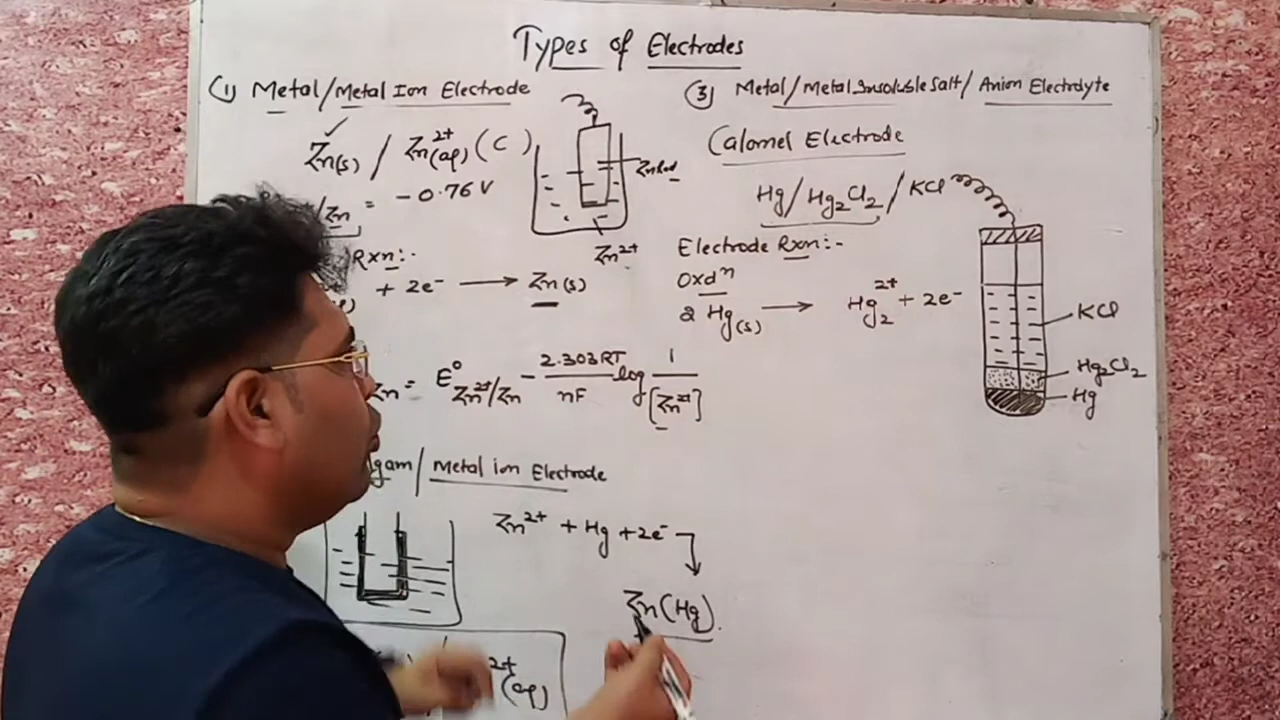 Types of Electrodes
(1) Metal/Metal Ion Electrode
Zn(s) / Zn²⁺(aq) (C)
/Zn = -0.76 V
Zn Rod
Zn²⁺
Rxn:-
+ 2e⁻ ⟶ Zn(s)
Zn = E°Zn²⁺/Zn - 2.303RT/nF log 1/[Zn²⁺]
gam/Metal ion Electrode
Zn²⁺ + Hg + 2e⁻
Zn(Hg).
2+(aq)
(3) Metal/Metal Insoluble Salt/Anion Electrolyte
Calomel Electrode
Hg/Hg₂Cl₂/KCl
Electrode Rxn:-
Oxdⁿ
2 Hg(s) ⟶ Hg₂²⁺ + 2e⁻
KCl
Hg₂Cl₂
Hg